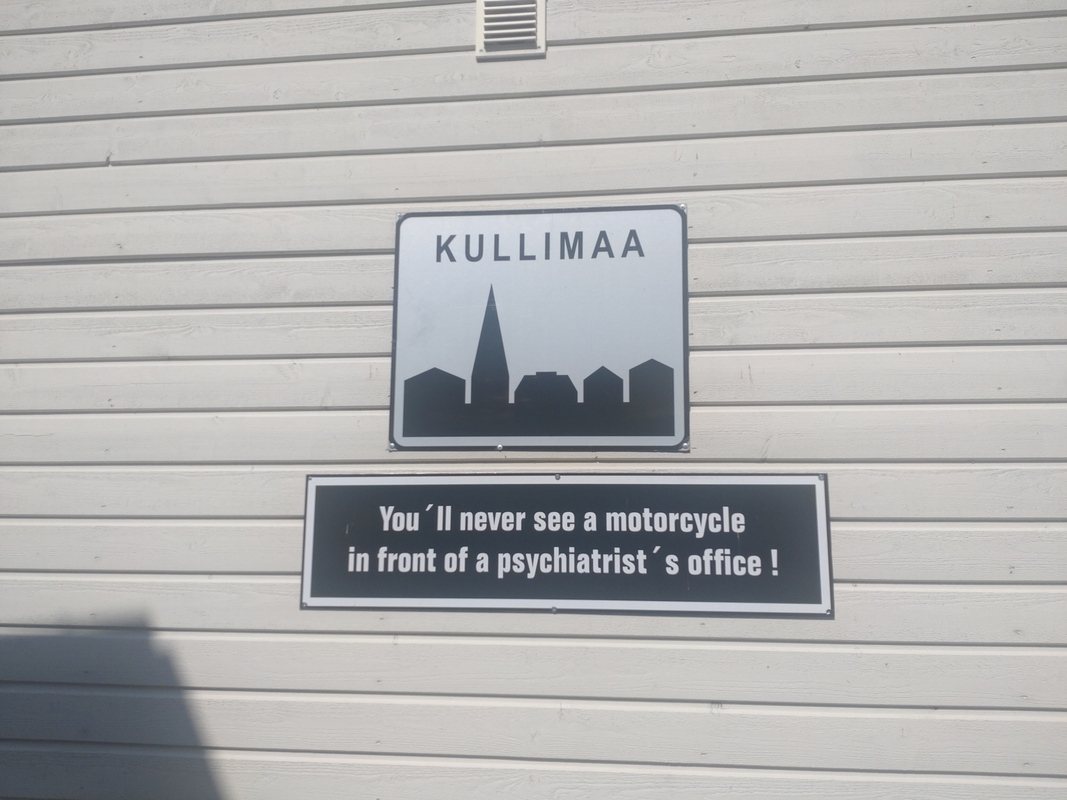 KULLIMAA
You´ll never see a motorcycle
in front of a psychiatrist´s office !